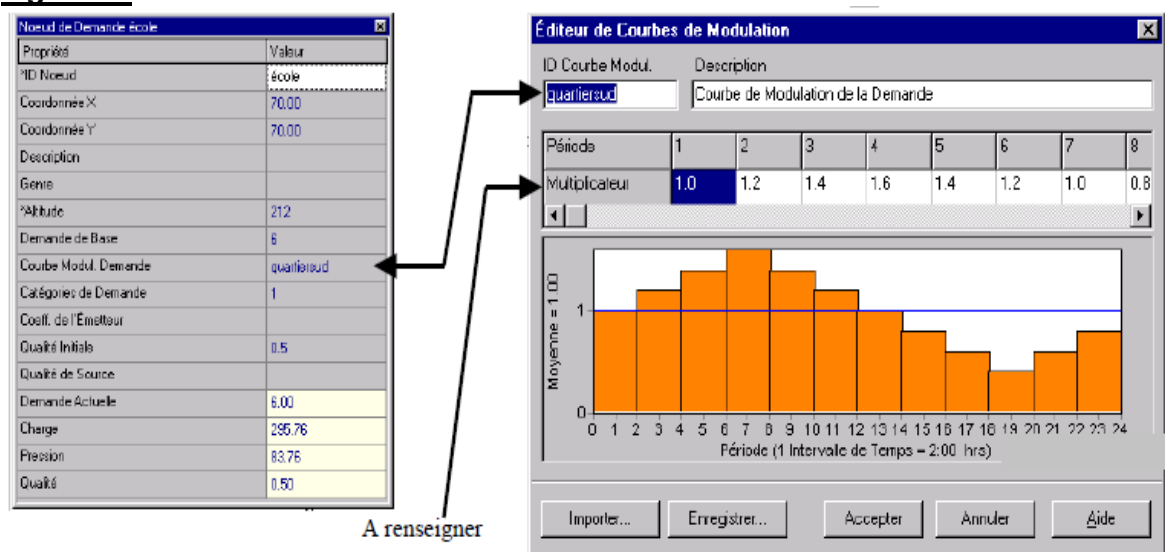 Noeud de Demande école
Propriété Valeur
*ID Noeud école
Coordonnée X 70.00
Coordonnée Y 70.00
Description
Genre
*Altitude 212
Demande de Base 6
Courbe Modul. Demande quartiersud
Catégories de Demande 1
Coeff. de l'Émetteur
Qualité Initiale 0.5
Qualité de Source
Demande Actuelle 6.00
Charge 295.76
Pression 83.76
Qualité 0.50
A renseigner
Éditeur de Courbes de Modulation
ID Courbe Modul. Description
quartiersud Courbe de Modulation de la Demande
Période 1 2 3 4 5 6 7 8
Multiplicateur 1.0 1.2 1.4 1.6 1.4 1.2 1.0 0.8
Moyenne = 1.00
1
0
0 1 2 3 4 5 6 7 8 9 10 11 12 13 14 15 16 17 18 19 20 21 22 23 24
Période (1 Intervalle de Temps = 2:00 hrs)
Importer... Enregistrer... Accepter Annuler Aide